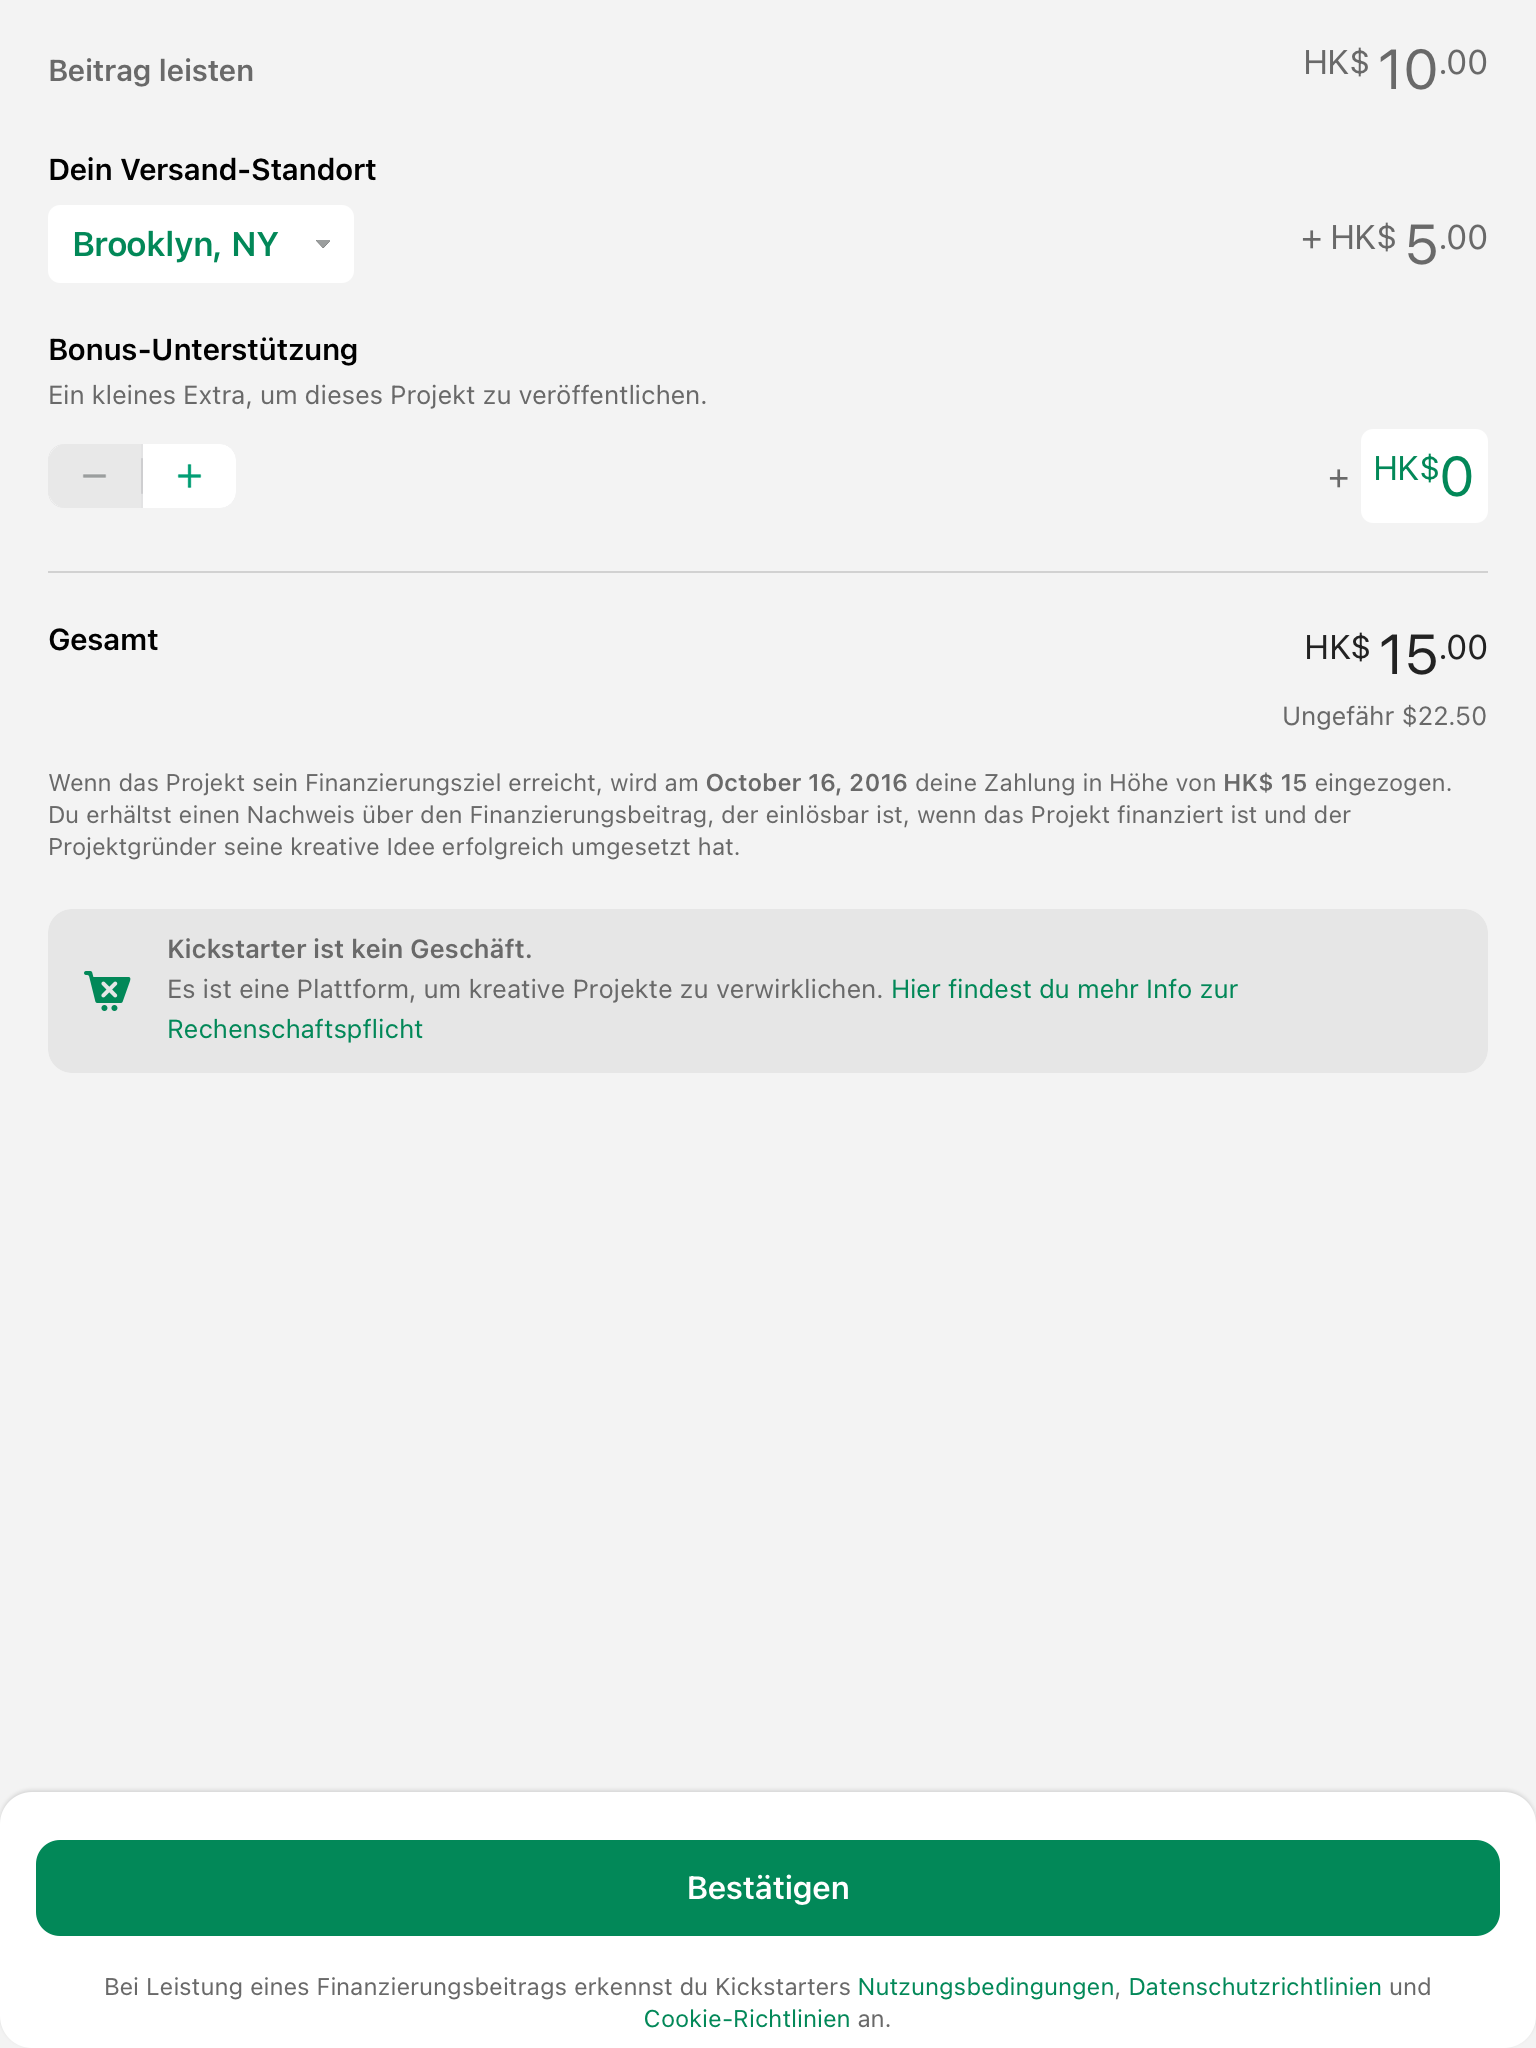 Beitrag leisten
HK$ 10.00
Dein Versand-Standort
Brooklyn, NY
+ HK$ 5.00
Bonus-Unterstützung
Ein kleines Extra, um dieses Projekt zu veröffentlichen.
− +
+ HK$0
Gesamt
HK$ 15.00
Ungefähr $22.50
Wenn das Projekt sein Finanzierungsziel erreicht, wird am October 16, 2016 deine Zahlung in Höhe von HK$ 15 eingezogen.
Du erhältst einen Nachweis über den Finanzierungsbeitrag, der einlösbar ist, wenn das Projekt finanziert ist und der
Projektgründer seine kreative Idee erfolgreich umgesetzt hat.
Kickstarter ist kein Geschäft.
Es ist eine Plattform, um kreative Projekte zu verwirklichen. Hier findest du mehr Info zur
Rechenschaftspflicht
Bestätigen
Bei Leistung eines Finanzierungsbeitrags erkennst du Kickstarters Nutzungsbedingungen, Datenschutzrichtlinien und
Cookie-Richtlinien an.